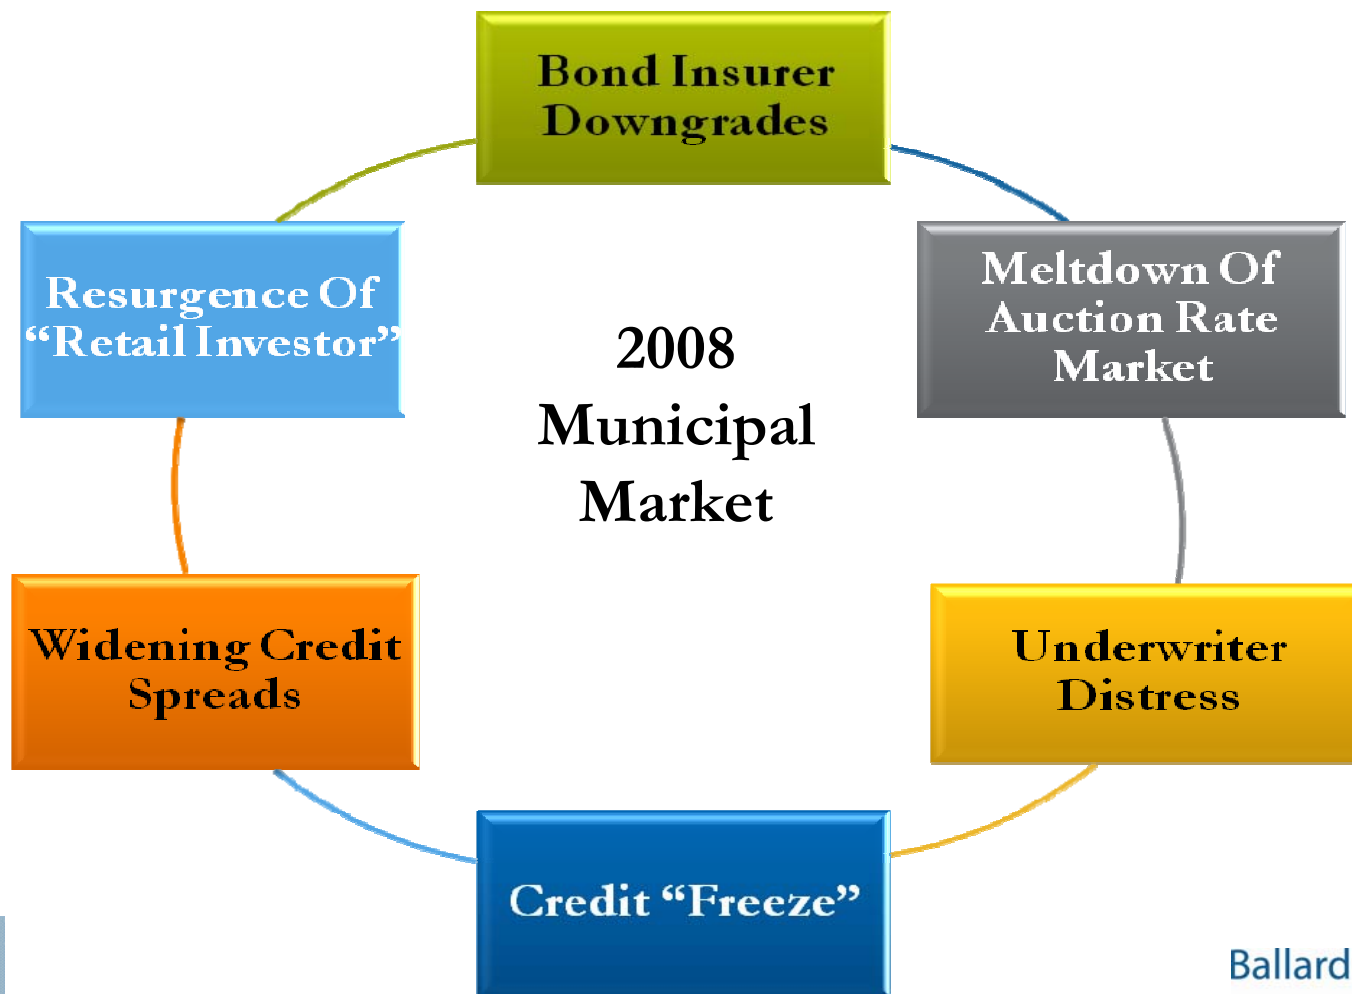 Bond Insurer
Downgrades
Resurgence Of
“Retail Investor”
Meltdown Of
Auction Rate
Market
2008
Municipal
Market
Widening Credit
Spreads
Underwriter
Distress
Credit “Freeze”
Ballard